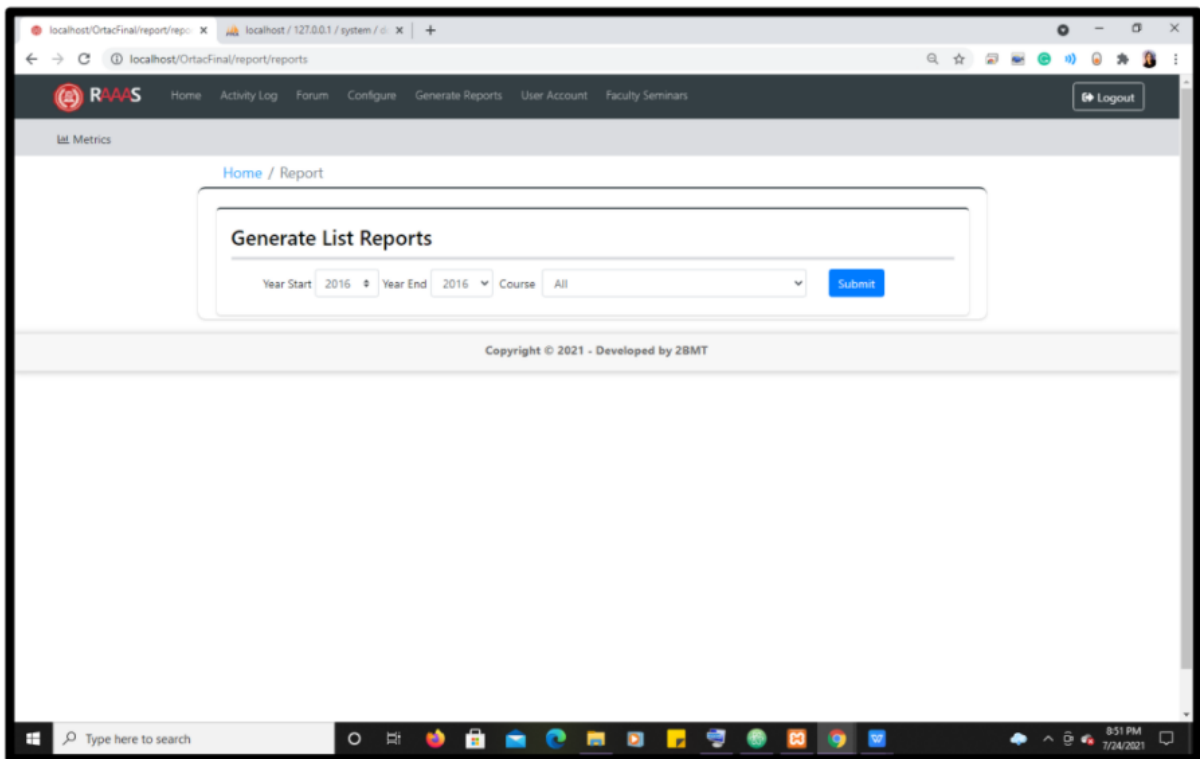 localhost/OrtacFinal/report/repo
localhost / 127.0.0.1 / system /
localhost/OrtacFinal/report/reports
RAAAS Home Activity Log Forum Configure Generate Reports User Account Faculty Seminars Logout
Metrics
Home / Report
Generate List Reports
Year Start 2016 Year End 2016 Course All Submit
Copyright © 2021 - Developed by 2BMT
Type here to search
8:51 PM
7/24/2021